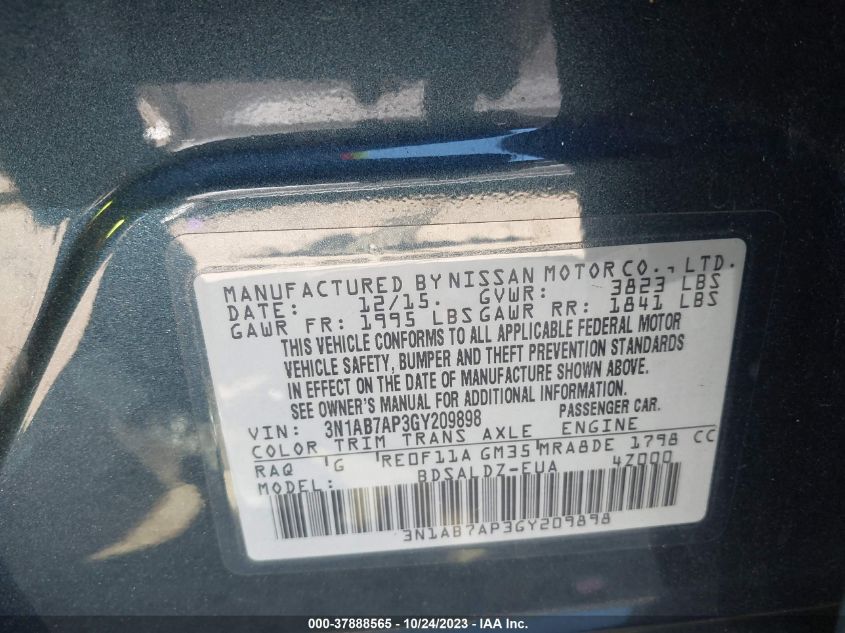 MANUFACTURED BY NISSAN MOTOR CO., LTD.
DATE: 12/15. GVWR: 3823 LBS
GAWR FR: 1995 LBS GAWR RR: 1841 LBS
THIS VEHICLE CONFORMS TO ALL APPLICABLE FEDERAL MOTOR
VEHICLE SAFETY, BUMPER AND THEFT PREVENTION STANDARDS
IN EFFECT ON THE DATE OF MANUFACTURE SHOWN ABOVE.
SEE OWNER'S MANUAL FOR ADDITIONAL INFORMATION.
VIN: 3N1AB7AP3GY209898 PASSENGER CAR.
COLOR TRIM TRANS AXLE ENGINE
RAQ G RE0F11A GM35 MRA8DE 1798 CC
MODEL: BDSALDZ-EUA 4Z000
3N1AB7AP3GY209898
000-37888565 - 10/24/2023 - IAA Inc.